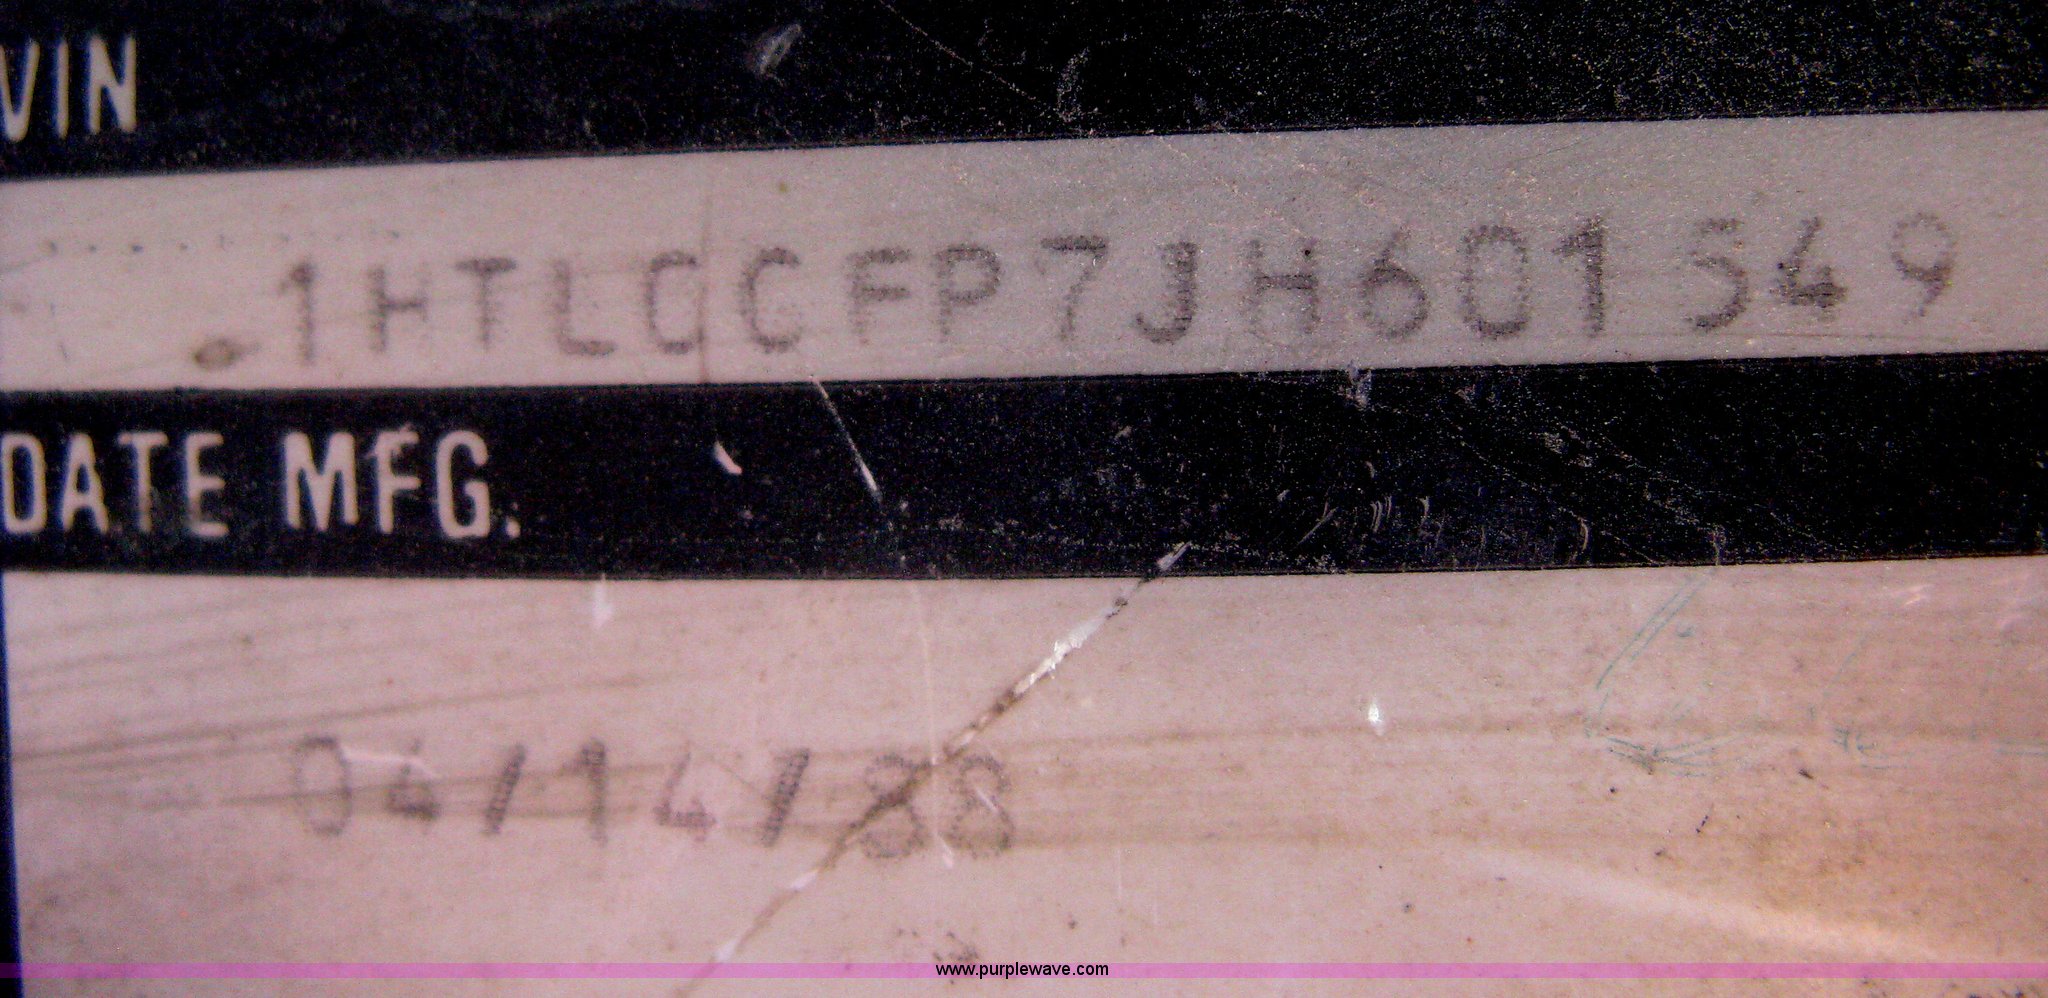 VIN
1HTLCCFP7JH601549
DATE MFG.
04/14/88
www.purplewave.com